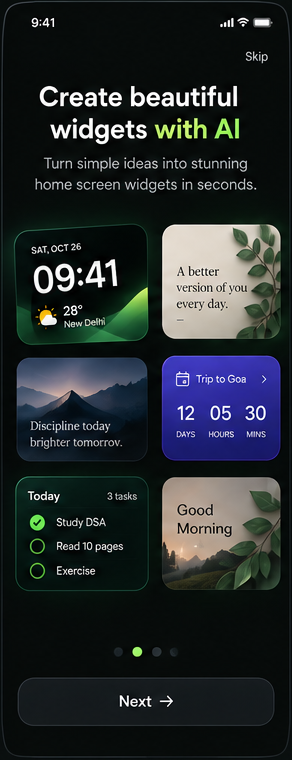 9:41
Skip
Create beautiful
widgets with AI
Turn simple ideas into stunning
home screen widgets in seconds.
SAT, OCT 26
09:41
28°
New Delhi
A better
version of you
every day.
—
Discipline today
brighter tomorrov.
Trip to Goa
12 05 30
DAYS HOURS MINS
Today 3 tasks
Study DSA
Read 10 pages
Exercise
Good
Morning
Next →